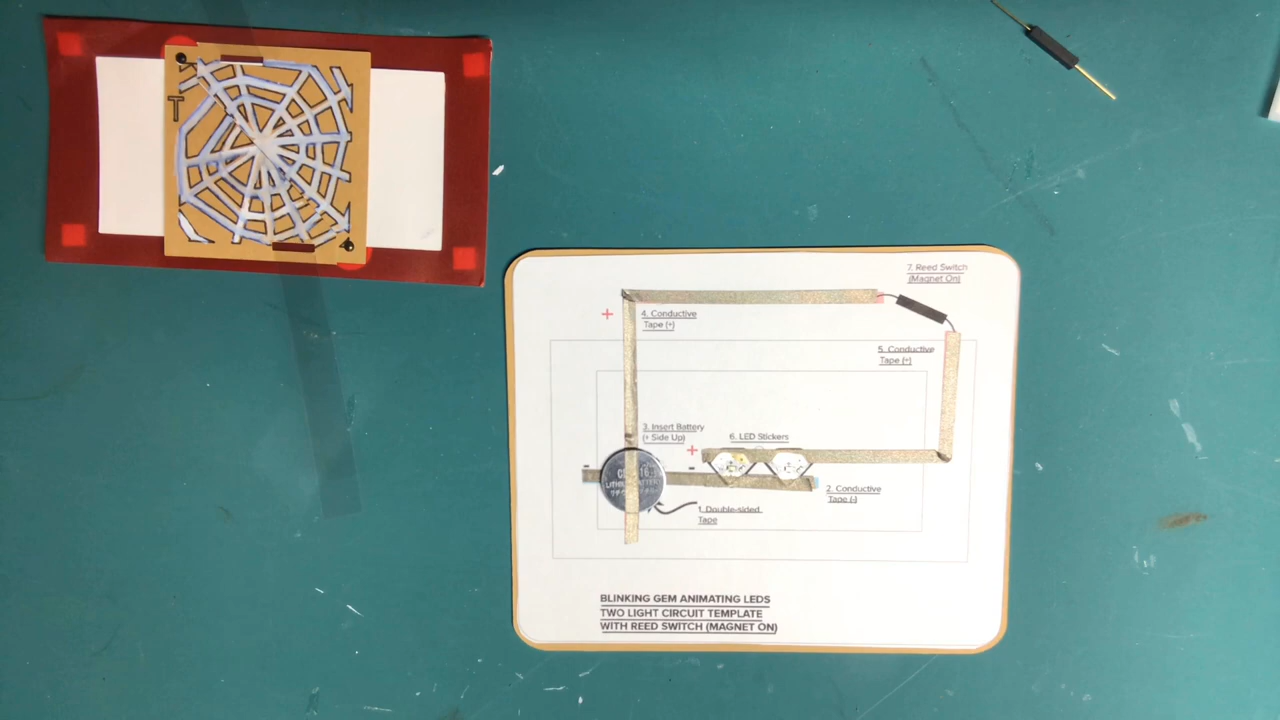 T
7. Reed Switch
(Magnet On)
+
4. Conductive
Tape (+)
5. Conductive
Tape (+)
3. Insert Battery
(+ Side Up)
6. LED Stickers
+
-
-
LITHIUM BATTERY
2. Conductive
Tape (-)
1. Double-sided
Tape
BLINKING GEM ANIMATING LEDS
TWO LIGHT CIRCUIT TEMPLATE
WITH REED SWITCH (MAGNET ON)